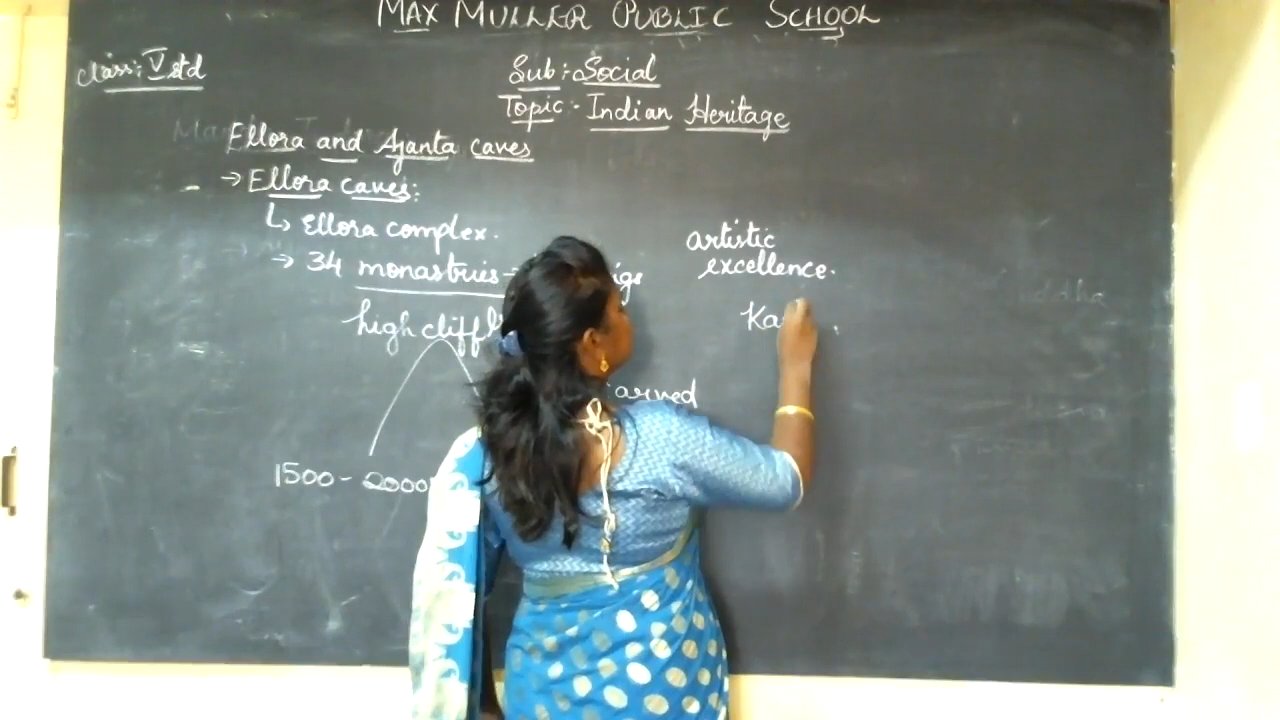 MAX MULLER PUBLIC SCHOOL
Class: V std
Sub:- Social
Topic:- Indian Heritage
Ellora and Ajanta caves
→ Ellora caves:
↳ Ellora complex.
→ 34 monastries
artistic
excellence.
high cliff
Ka
arved
1500 - 2000